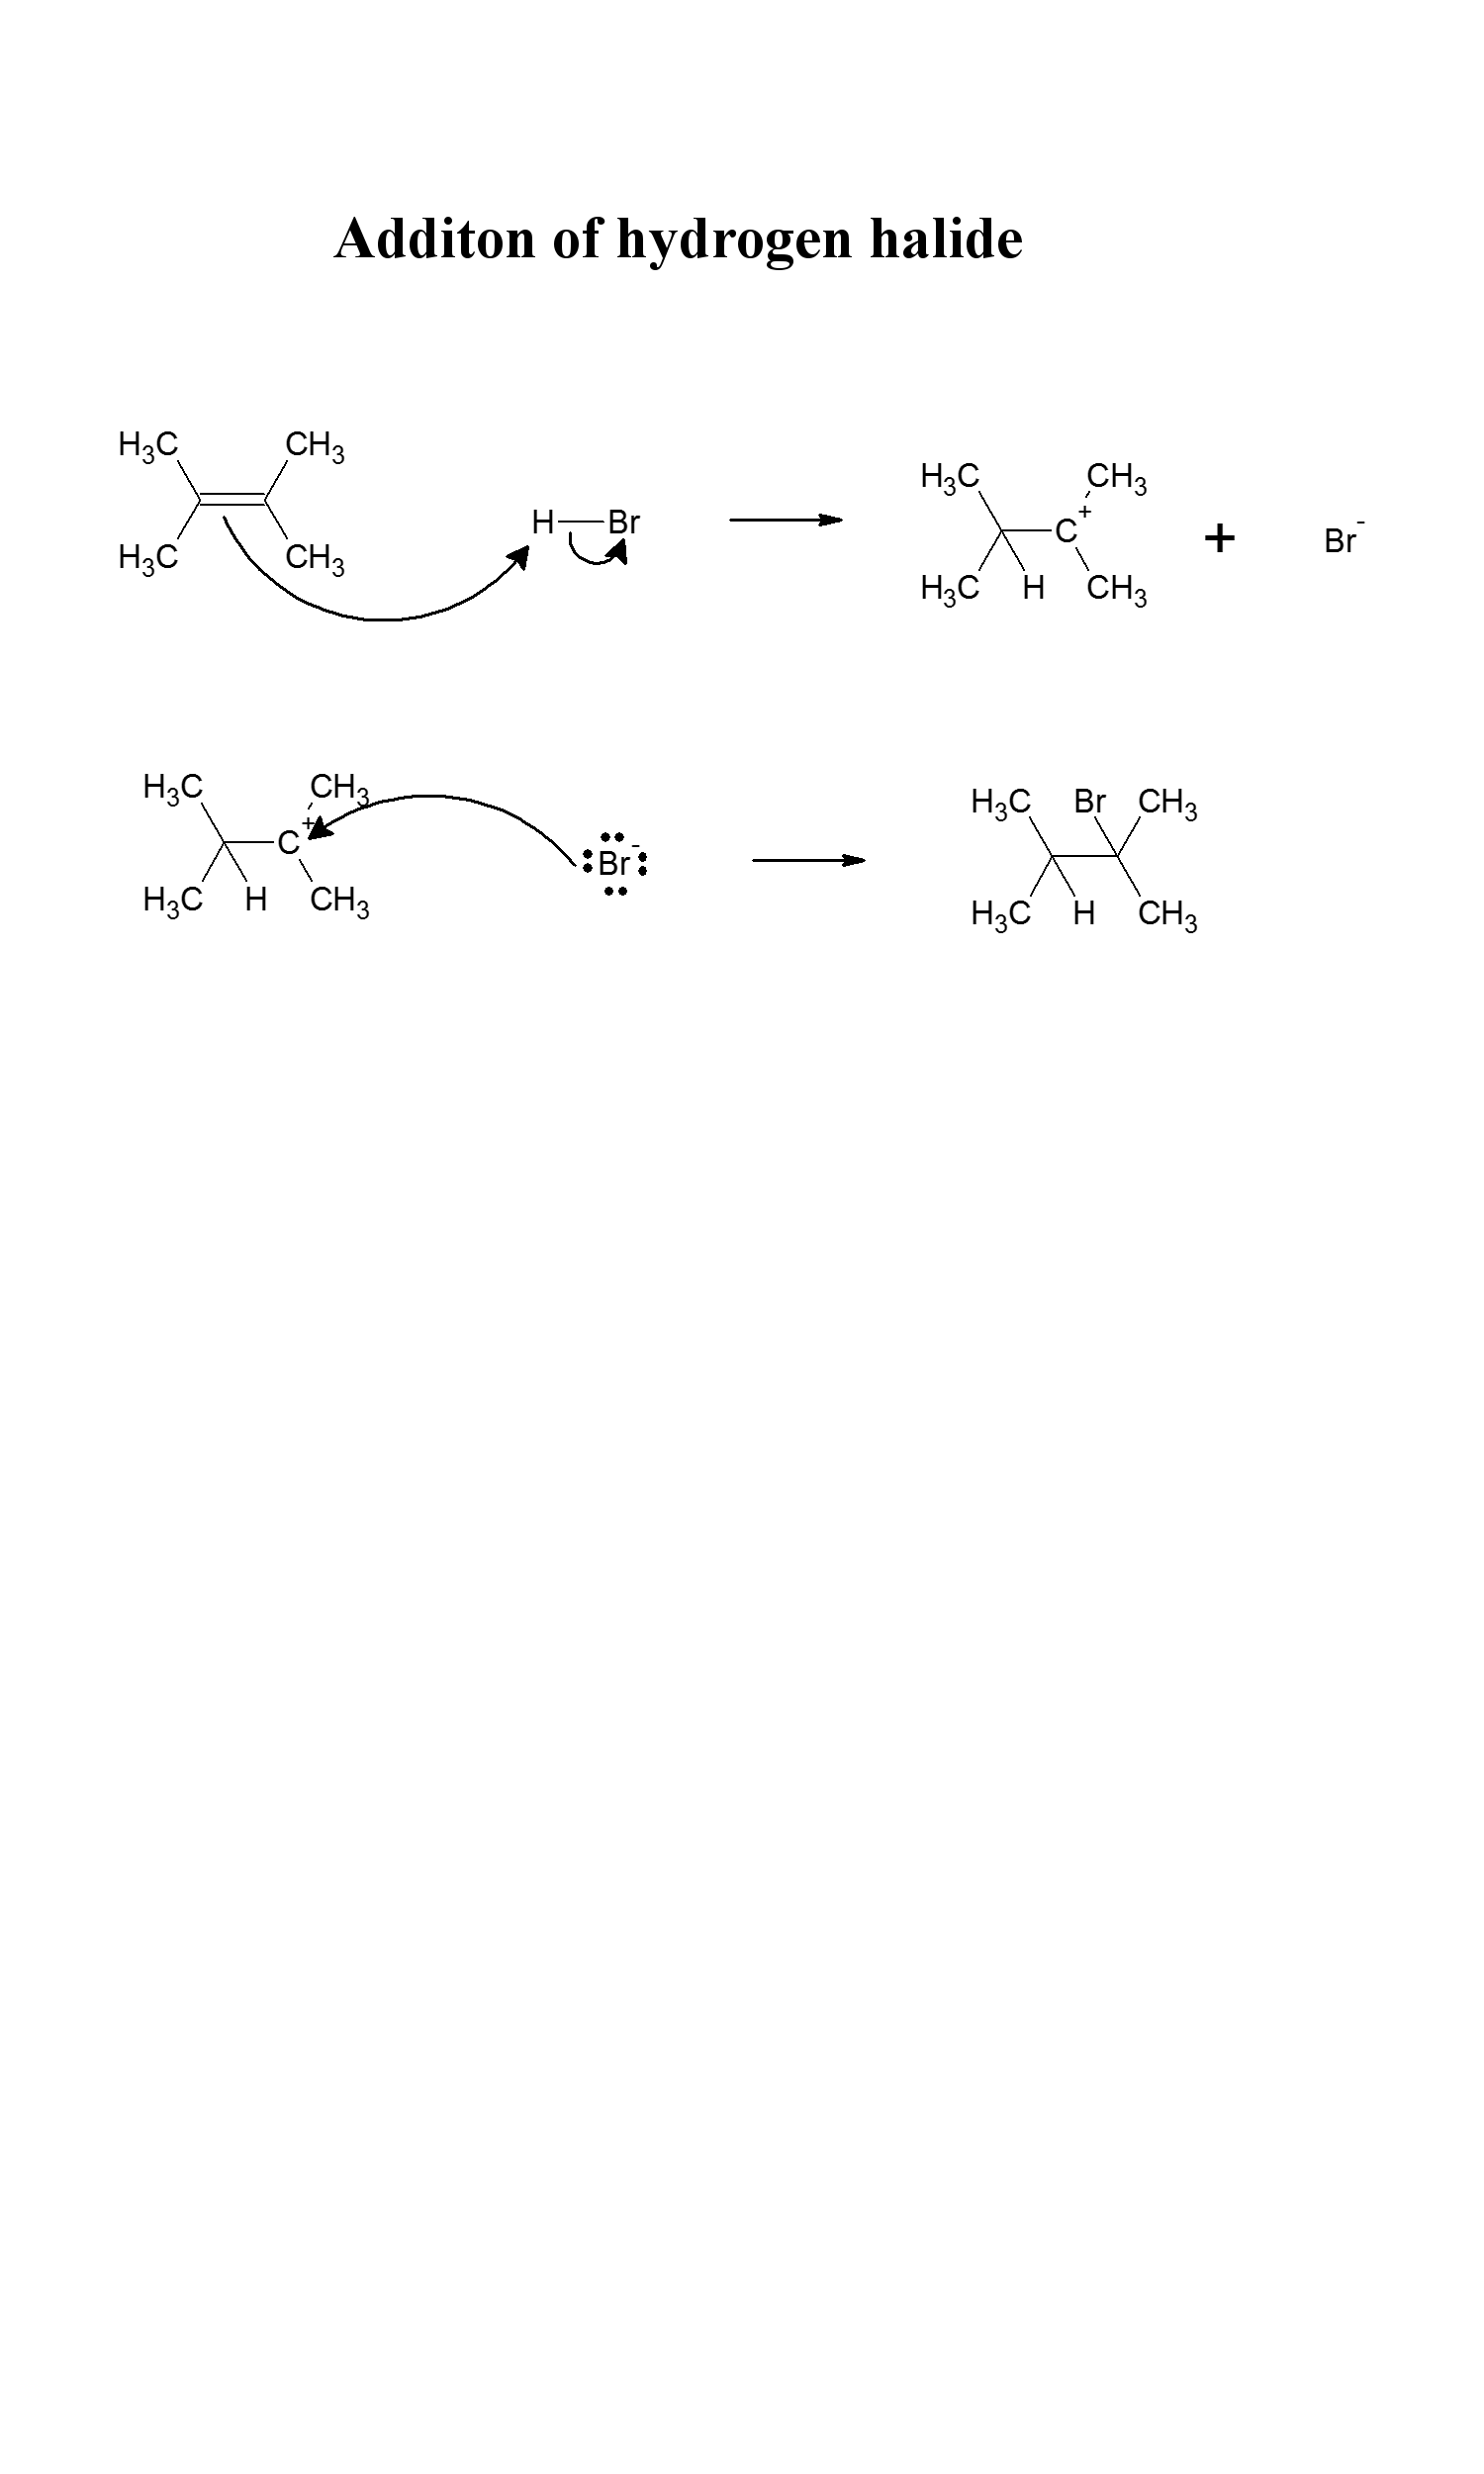 Additon of hydrogen halide
H3C CH3
H3C CH3
H Br
H3C CH3
C+
H3C H CH3
+
Br-
H3C CH3
C+
H3C H CH3
Br-
H3C Br CH3
H3C H CH3